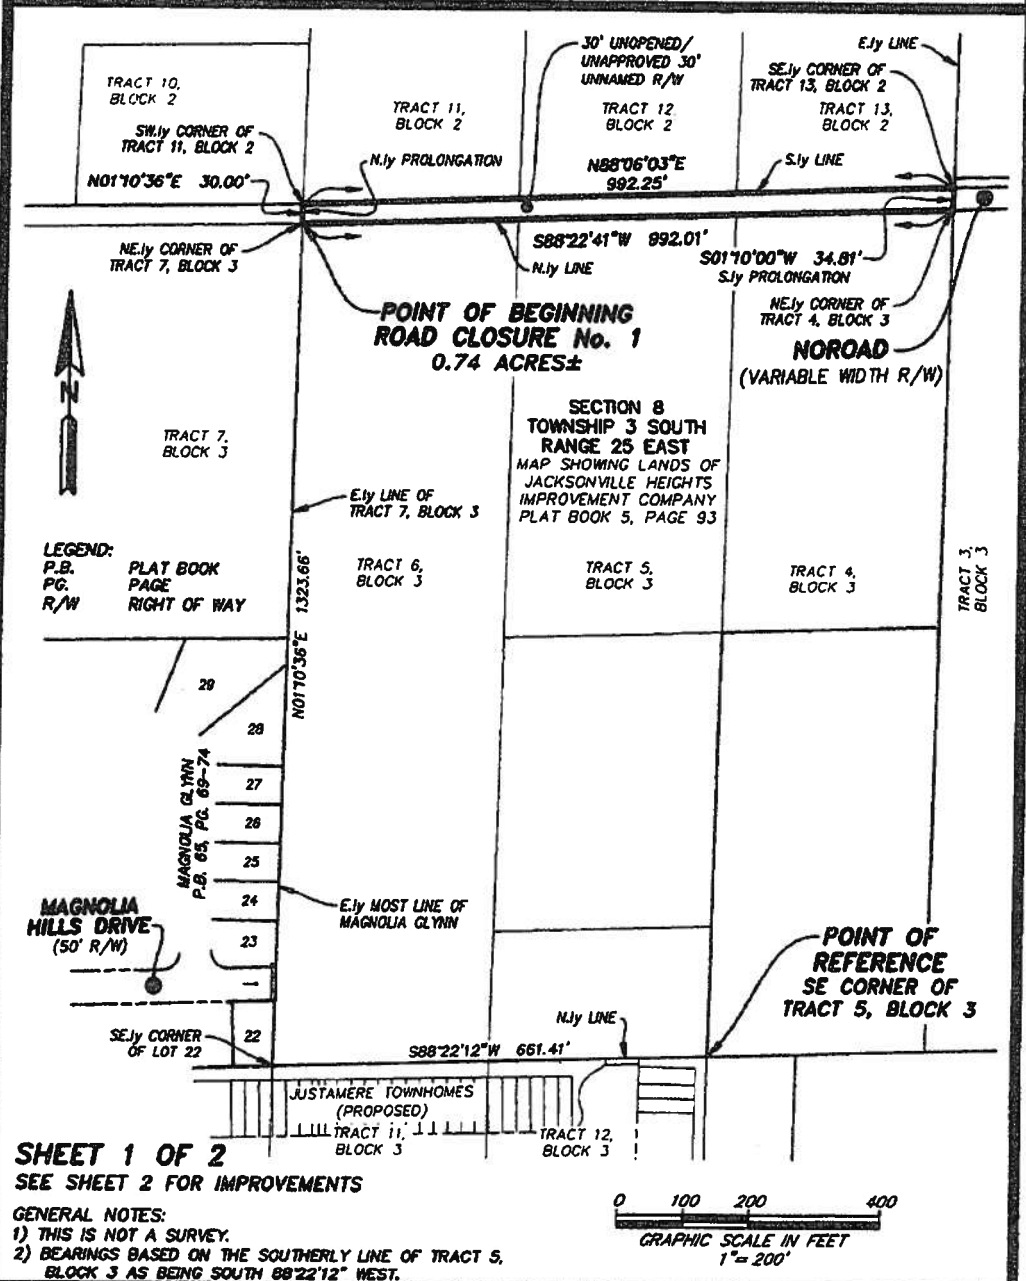 30' UNOPENED/
UNAPPROVED 30'
UNNAMED R/W
E.ly LINE
SE.ly CORNER OF
TRACT 13, BLOCK 2
TRACT 10,
BLOCK 2
TRACT 11,
BLOCK 2
TRACT 12
BLOCK 2
TRACT 13,
BLOCK 2
SW.ly CORNER OF
TRACT 11, BLOCK 2
N.ly PROLONGATION
N88°06'03"E
992.25'
S.ly LINE
N01°10'36"E 30.00'
NE.ly CORNER OF
TRACT 7, BLOCK 3
S88°22'41"W 992.01'
N.ly LINE
S01°10'00"W 34.81'
S.ly PROLONGATION
NE.ly CORNER OF
TRACT 4, BLOCK 3
POINT OF BEGINNING
ROAD CLOSURE No. 1
0.74 ACRES±
NOROAD
(VARIABLE WIDTH R/W)
N
SECTION 8
TOWNSHIP 3 SOUTH
RANGE 25 EAST
MAP SHOWING LANDS OF
JACKSONVILLE HEIGHTS
IMPROVEMENT COMPANY
PLAT BOOK 5, PAGE 93
TRACT 7,
BLOCK 3
E.ly LINE OF
TRACT 7, BLOCK 3
LEGEND:
P.B. PLAT BOOK
PG. PAGE
R/W RIGHT OF WAY
N01°10'36"E 1323.66'
TRACT 6,
BLOCK 3
TRACT 5,
BLOCK 3
TRACT 4,
BLOCK 3
TRACT 3,
BLOCK 3
29
28
27
26
25
24
23
22
MAGNOLIA GLYNN
P.B. 65, PG. 69-74
E.ly MOST LINE OF
MAGNOLIA GLYNN
MAGNOLIA
HILLS DRIVE
(50' R/W)
POINT OF
REFERENCE
SE CORNER OF
TRACT 5, BLOCK 3
SE.ly CORNER
OF LOT 22
N.ly LINE
S88°22'12"W 661.41'
JUSTAMERE TOWNHOMES
(PROPOSED)
TRACT 11,
BLOCK 3
TRACT 12,
BLOCK 3
SHEET 1 OF 2
SEE SHEET 2 FOR IMPROVEMENTS
GENERAL NOTES:
1) THIS IS NOT A SURVEY.
2) BEARINGS BASED ON THE SOUTHERLY LINE OF TRACT 5,
BLOCK 3 AS BEING SOUTH 88°22'12" WEST.
0 100 200 400
GRAPHIC SCALE IN FEET
1"= 200'